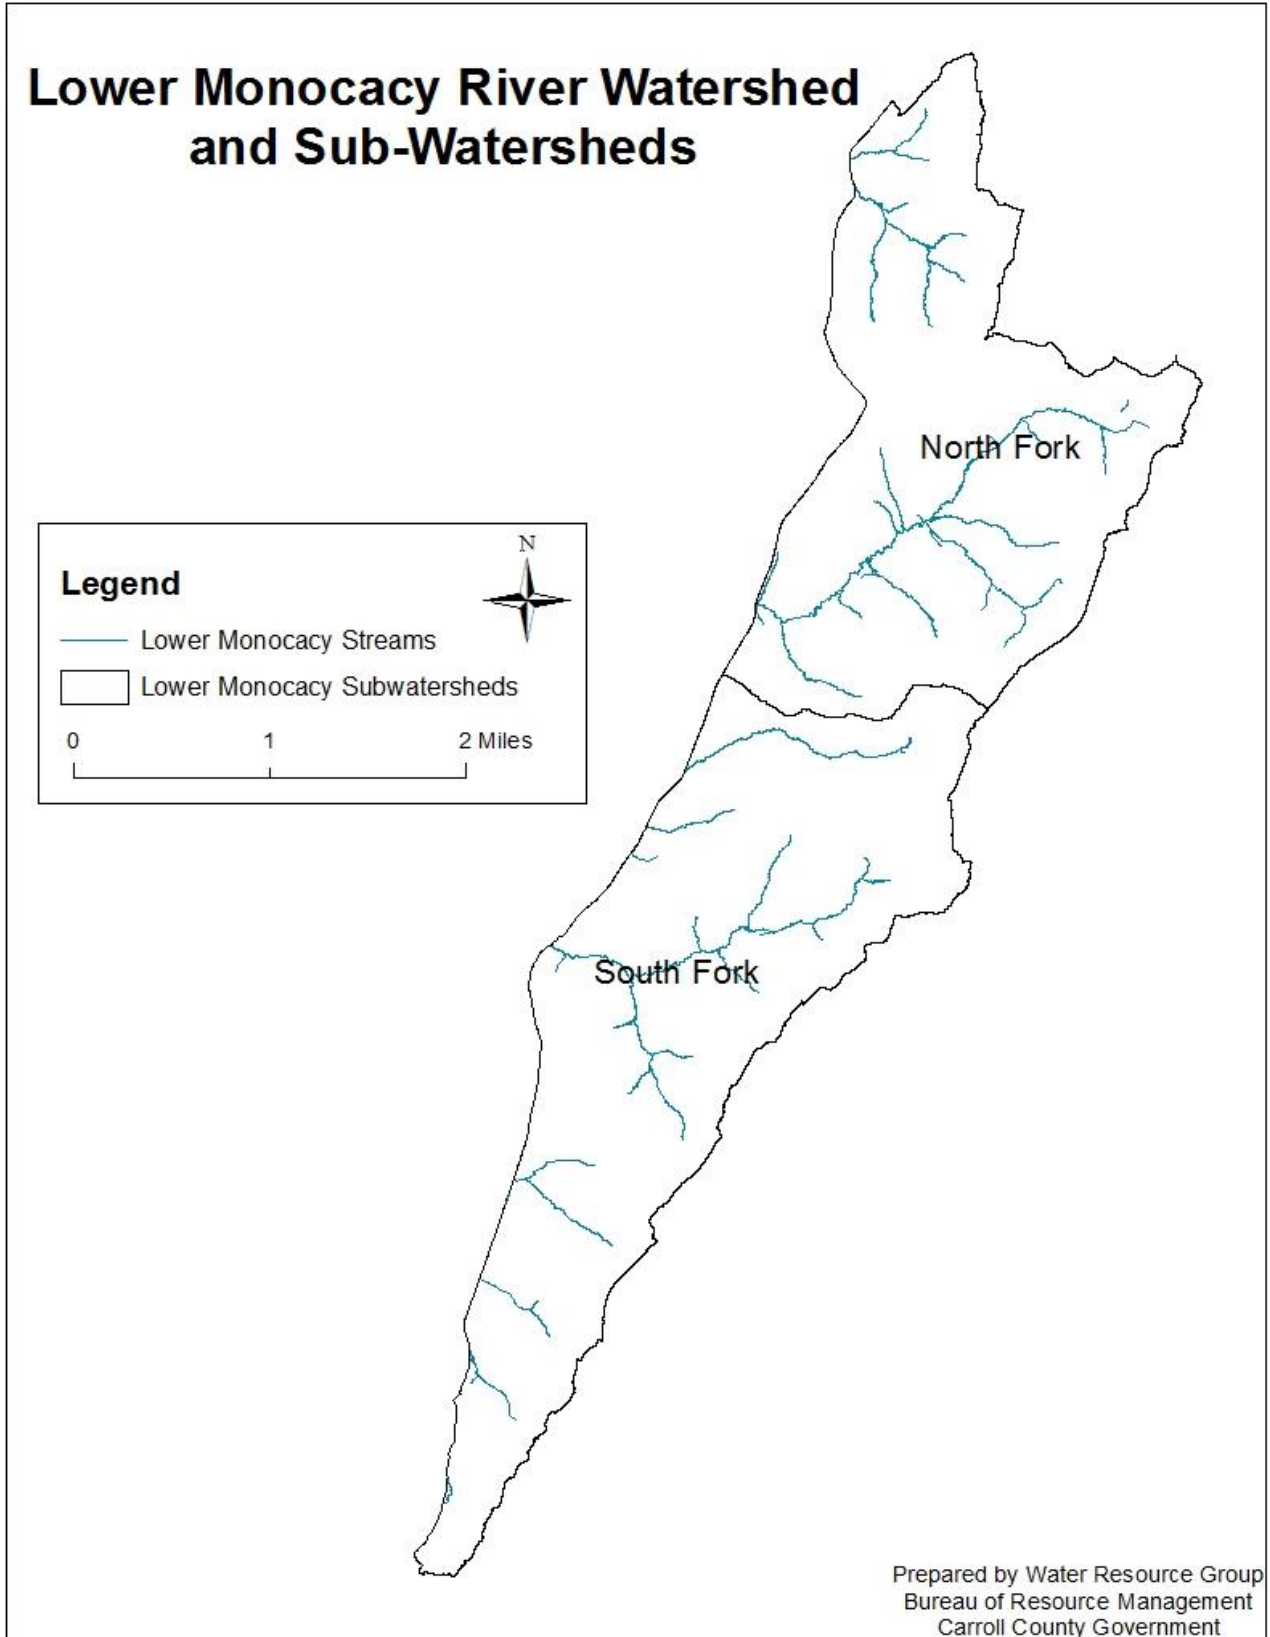 Lower Monocacy River Watershed
and Sub-Watersheds
North Fork
N
Legend
Lower Monocacy Streams
Lower Monocacy Subwatersheds
0 1 2 Miles
South Fork
Prepared by Water Resource Group
Bureau of Resource Management
Carroll County Government